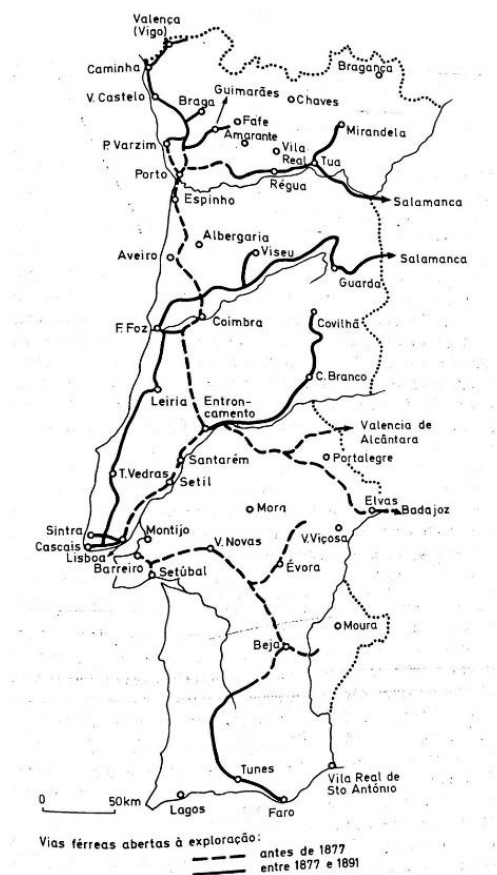 Valença
(Vigo)
Bragança
Caminha
Guimarães
Chaves
V. Castelo
Braga
Fafe
Amarante
Mirandela
P. Varzim
Vila
Real
Tua
Porto
Régua
Salamanca
Espinho
Albergaria
Viseu
Salamanca
Aveiro
Guarda
F. Foz
Coimbra
Covilhã
C. Branco
Leiria
Entron-
camento
Valencia de
Alcântara
Portalegre
Santarém
T. Vedras
Setil
Elvas
Badajoz
Mora
Sintra
Montijo
V. Viçosa
Cascais
Lisboa
V. Novas
Barreiro
Setúbal
Évora
Moura
Beja
Tunes
Vila Real de
Sto António
0 50km
Lagos
Faro
Vias férreas abertas à exploração:
antes de 1877
entre 1877 e 1891